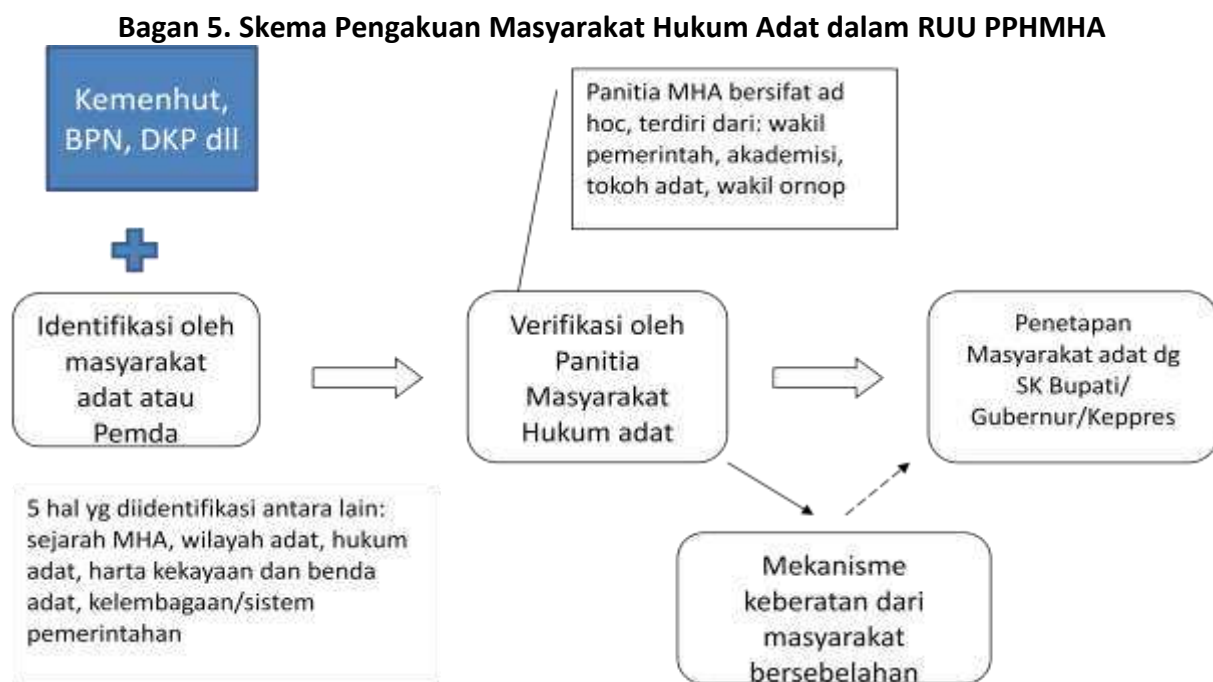 Bagan 5. Skema Pengakuan Masyarakat Hukum Adat dalam RUU PPHMHA
Kemenhut,
BPN, DKP dll
Panitia MHA bersifat ad
hoc, terdiri dari: wakil
pemerintah, akademisi,
tokoh adat, wakil ornop
Identifikasi oleh
masyarakat
adat atau
Pemda
Verifikasi oleh
Panitia
Masyarakat
Hukum adat
Penetapan
Masyarakat adat dg
SK Bupati/
Gubernur/Keppres
5 hal yg diidentifikasi antara lain:
sejarah MHA, wilayah adat, hukum
adat, harta kekayaan dan benda
adat, kelembagaan/sistem
pemerintahan
Mekanisme
keberatan dari
masyarakat
bersebelahan